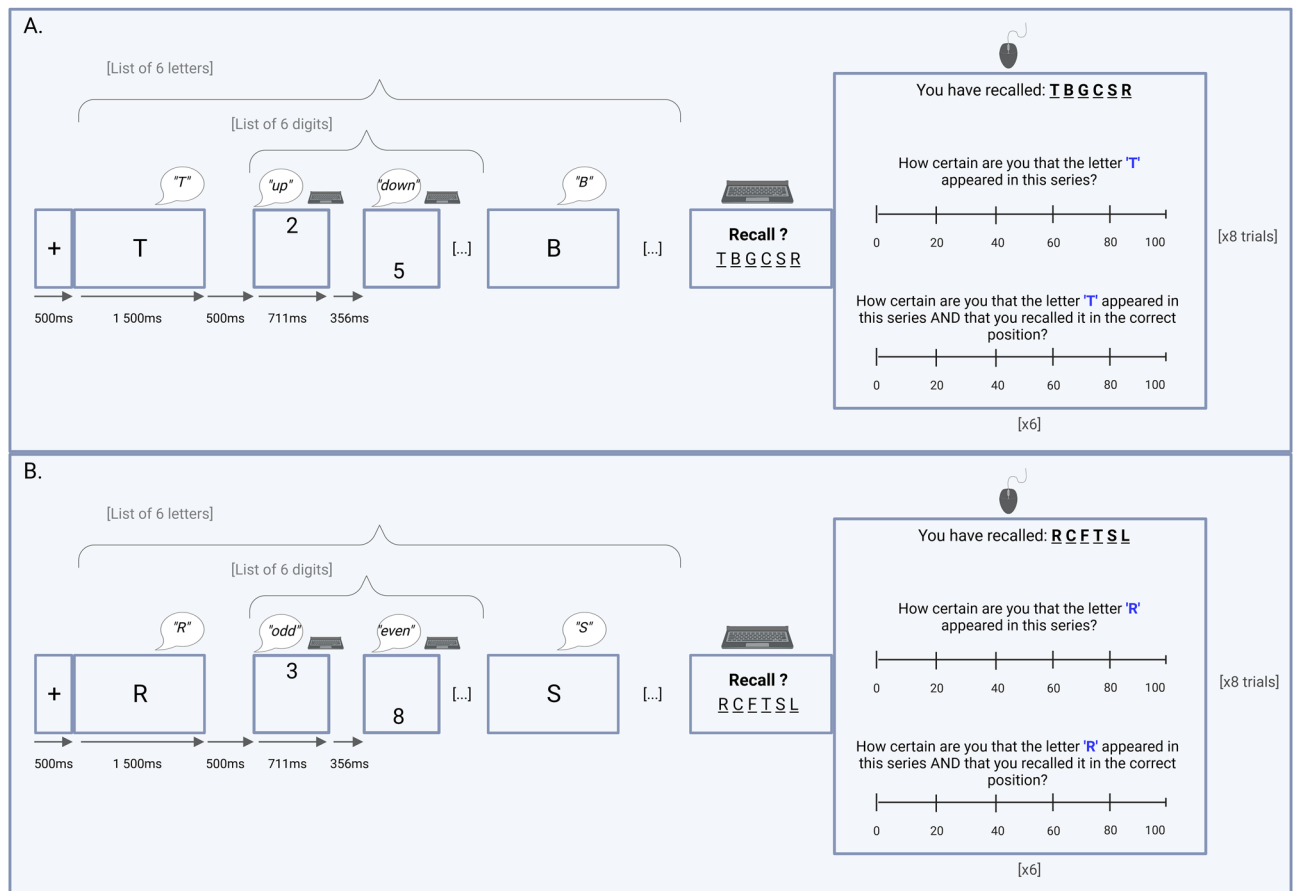 A.
[List of 6 letters]
[List of 6 digits]
"T"
"up"
"down"
"B"
+
T
2
5
[...]
B
[...]
Recall ?
T B G C S R
500ms
1 500ms
500ms
711ms
356ms
You have recalled: T B G C S R
How certain are you that the letter 'T'
appeared in this series?
0 20 40 60 80 100
How certain are you that the letter 'T' appeared in
this series AND that you recalled it in the correct
position?
0 20 40 60 80 100
[x6]
[x8 trials]
B.
[List of 6 letters]
[List of 6 digits]
"R"
"odd"
"even"
"S"
+
R
3
8
[...]
S
[...]
Recall ?
R C F T S L
500ms
1 500ms
500ms
711ms
356ms
You have recalled: R C F T S L
How certain are you that the letter 'R'
appeared in this series?
0 20 40 60 80 100
How certain are you that the letter 'R' appeared in
this series AND that you recalled it in the correct
position?
0 20 40 60 80 100
[x6]
[x8 trials]